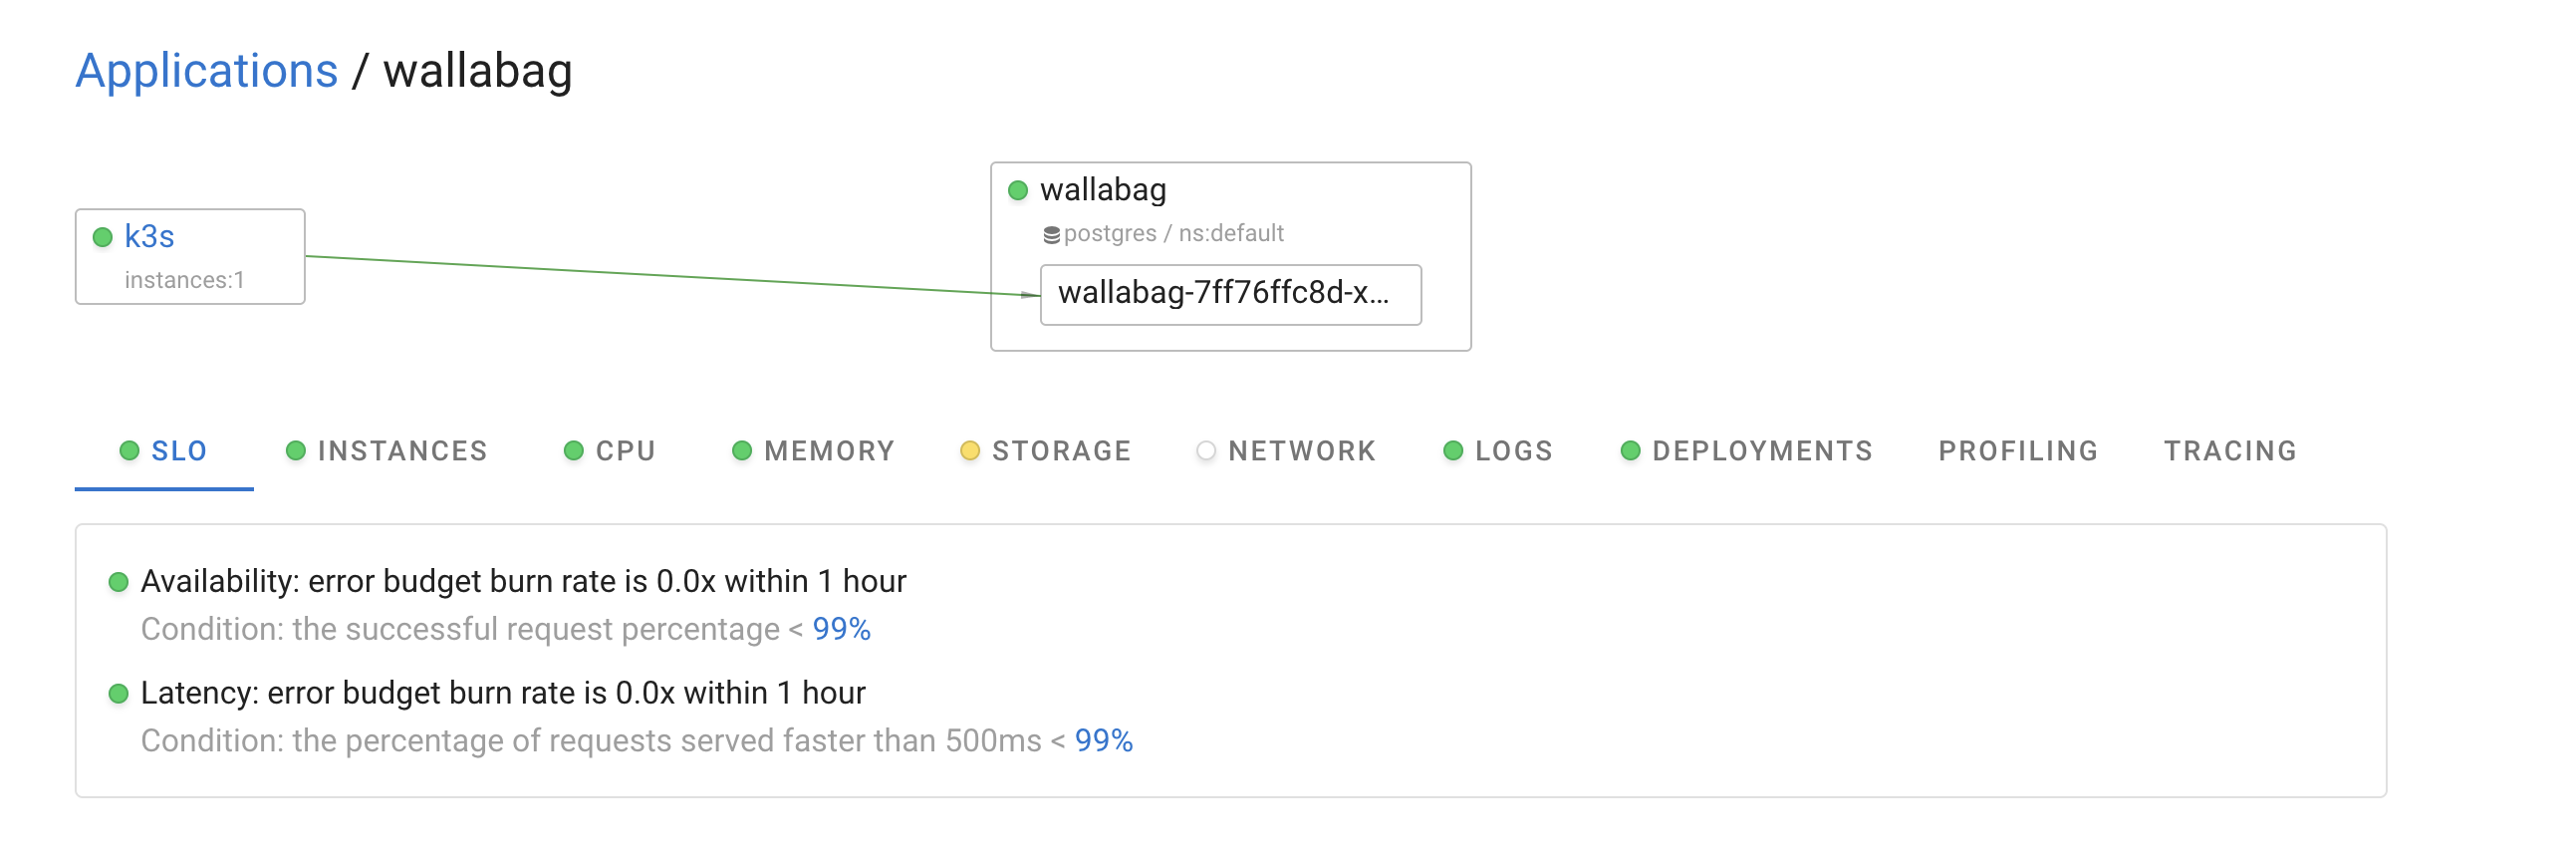 Applications / wallabag
k3s
instances:1
wallabag
postgres / ns:default
wallabag-7ff76ffc8d-x...
SLO INSTANCES CPU MEMORY STORAGE NETWORK LOGS DEPLOYMENTS PROFILING TRACING
Availability: error budget burn rate is 0.0x within 1 hour
Condition: the successful request percentage < 99%
Latency: error budget burn rate is 0.0x within 1 hour
Condition: the percentage of requests served faster than 500ms < 99%